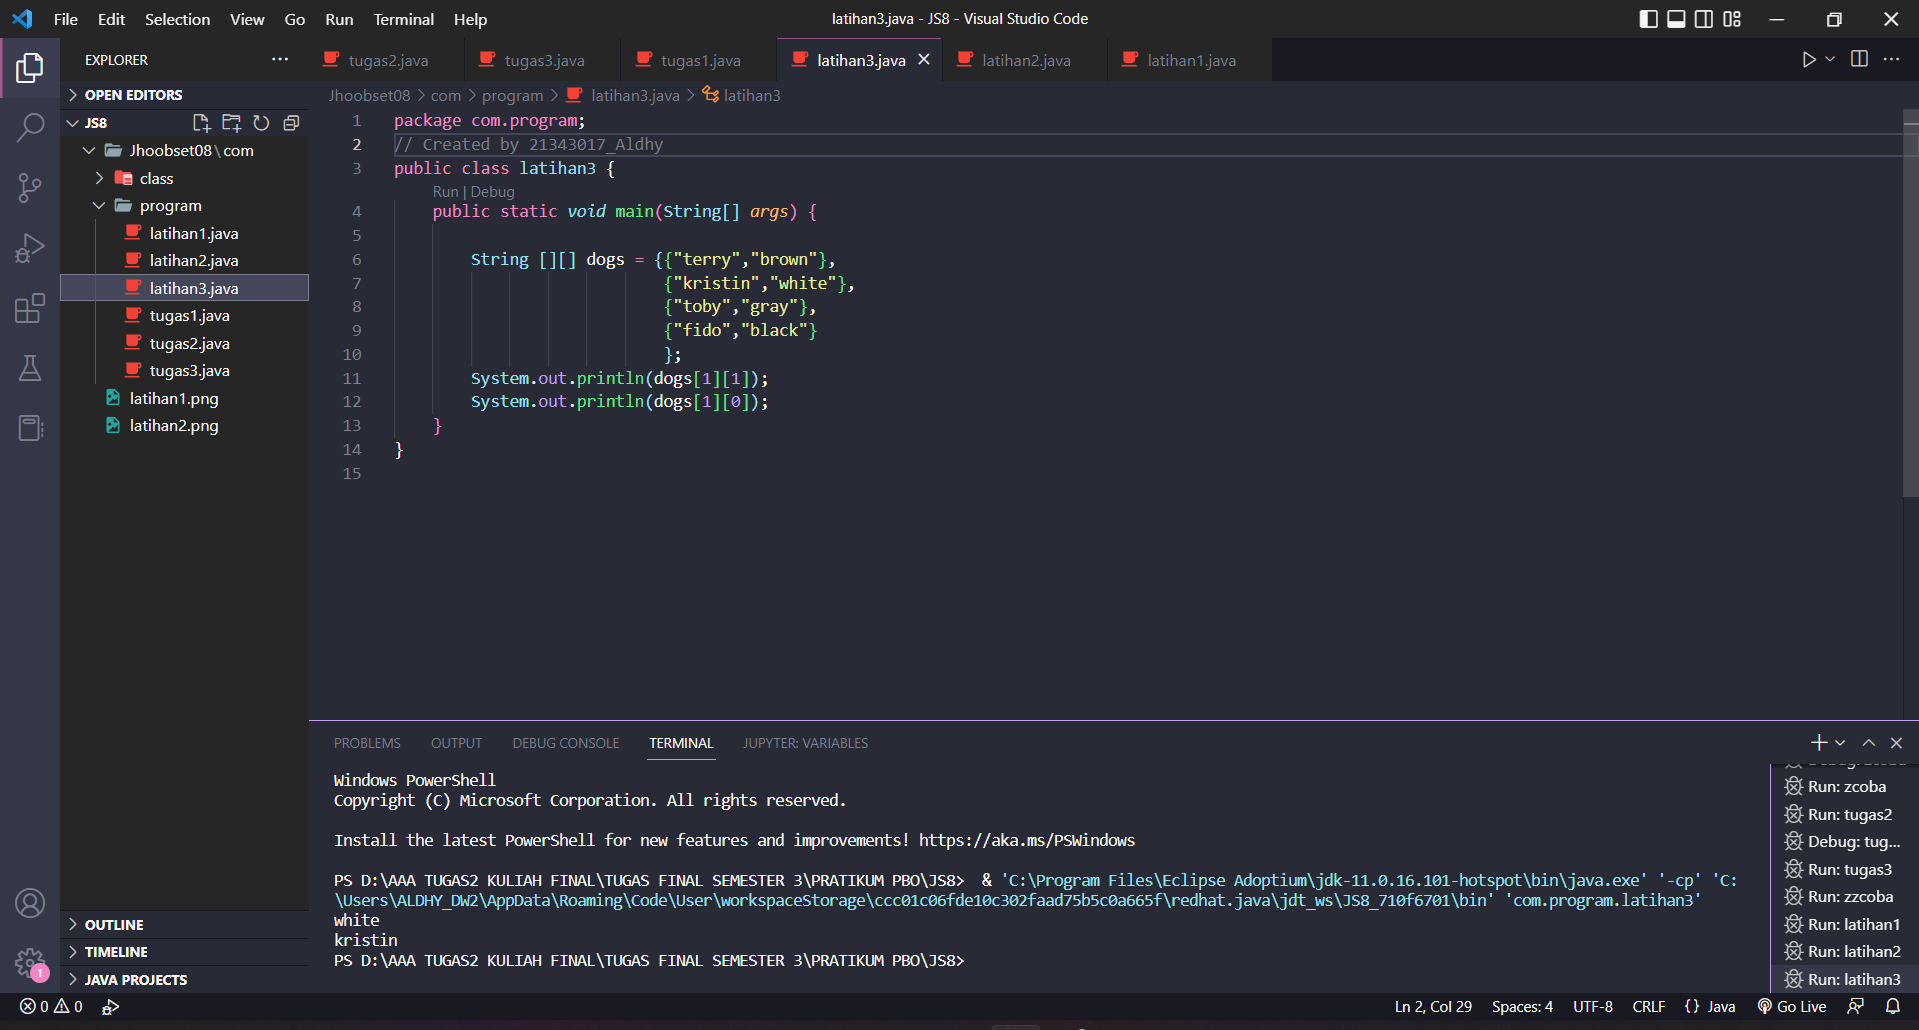 File Edit Selection View Go Run Terminal Help
latihan3.java - JS8 - Visual Studio Code
EXPLORER
OPEN EDITORS
JS8
Jhoobset08\com
class
program
latihan1.java
latihan2.java
latihan3.java
tugas1.java
tugas2.java
tugas3.java
latihan1.png
latihan2.png
OUTLINE
TIMELINE
JAVA PROJECTS
tugas2.java tugas3.java tugas1.java latihan3.java latihan2.java latihan1.java
Jhoobset08 > com > program > latihan3.java > latihan3
1 package com.program;
2 // Created by 21343017_Aldhy
3 public class latihan3 {
Run | Debug
4 public static void main(String[] args) {
5
6 String [][] dogs = {{"terry","brown"},
7 {"kristin","white"},
8 {"toby","gray"},
9 {"fido","black"}
10 };
11 System.out.println(dogs[1][1]);
12 System.out.println(dogs[1][0]);
13 }
14 }
15
PROBLEMS OUTPUT DEBUG CONSOLE TERMINAL JUPYTER: VARIABLES
Windows PowerShell
Copyright (C) Microsoft Corporation. All rights reserved.
Install the latest PowerShell for new features and improvements! https://aka.ms/PSWindows
PS D:\AAA TUGAS2 KULIAH FINAL\TUGAS FINAL SEMESTER 3\PRATIKUM PBO\JS8>  & 'C:\Program Files\Eclipse Adoptium\jdk-11.0.16.101-hotspot\bin\java.exe' '-cp' 'C:
\Users\ALDHY_DW2\AppData\Roaming\Code\User\workspaceStorage\ccc01c06fde10c302faad75b5c0a665f\redhat.java\jdt_ws\JS8_710f6701\bin' 'com.program.latihan3'
white
kristin
PS D:\AAA TUGAS2 KULIAH FINAL\TUGAS FINAL SEMESTER 3\PRATIKUM PBO\JS8>
Run: zcoba
Run: tugas2
Debug: tug...
Run: tugas3
Run: zzcoba
Run: latihan1
Run: latihan2
Run: latihan3
1
0 0
Ln 2, Col 29 Spaces: 4 UTF-8 CRLF {} Java Go Live